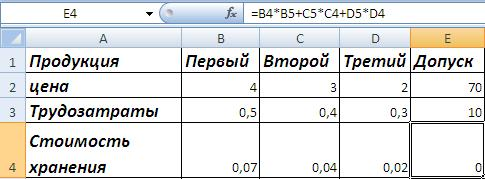 E4 fx =B4*B5+C5*C4+D5*D4
A B C D E
1 Продукция Первый Второй Третий Допуск
2 цена 4 3 2 70
3 Трудозатраты 0,5 0,4 0,3 10
Стоимость
4 хранения 0,07 0,04 0,02 0